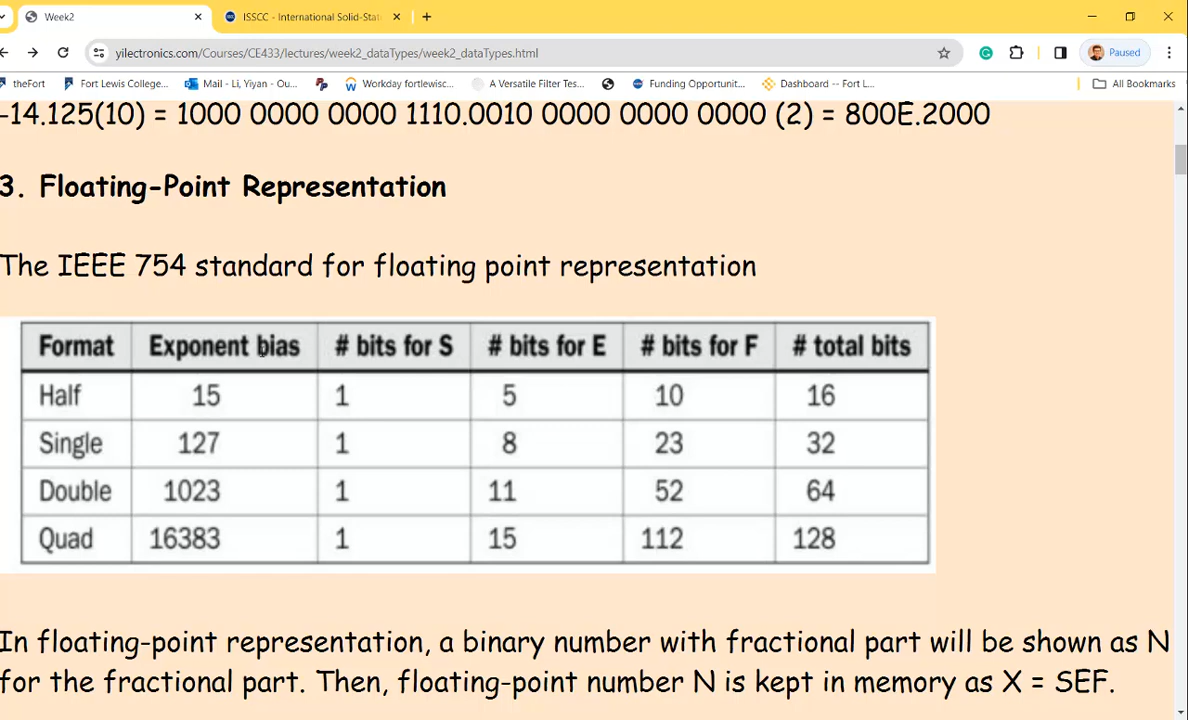 Week2
ISSCC - International Solid-Stat
yilectronics.com/Courses/CE433/lectures/week2_dataTypes/week2_dataTypes.html
Paused
theFort
Fort Lewis College...
Mail - Li, Yiyan - Ou...
Workday fortlewisc...
A Versatile Filter Tes...
Funding Opportunit...
Dashboard -- Fort L...
All Bookmarks
-14.125(10) = 1000 0000 0000 1110.0010 0000 0000 0000 (2) = 800E.2000
3. Floating-Point Representation
The IEEE 754 standard for floating point representation
Format Exponent bias # bits for S # bits for E # bits for F # total bits
Half 15 1 5 10 16
Single 127 1 8 23 32
Double 1023 1 11 52 64
Quad 16383 1 15 112 128
In floating-point representation, a binary number with fractional part will be shown as N
for the fractional part. Then, floating-point number N is kept in memory as X = SEF.